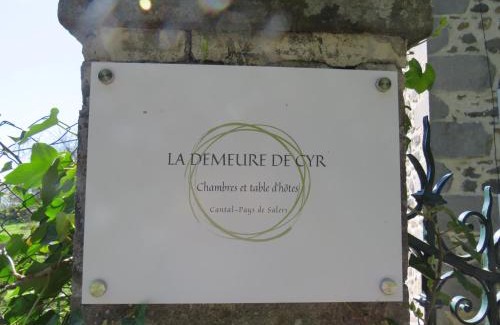 LA DEMEURE DE CYR
Chambres et table d'hôtes
Cantal-Pays de Salers